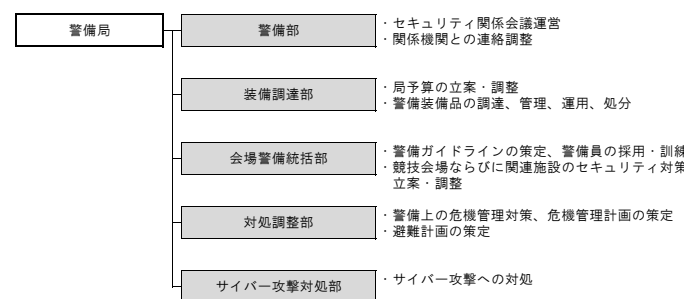 警備局
警備部
・セキュリティ関係会議運営
・関係機関との連絡調整
装備調達部
・局予算の立案・調整
・警備装備品の調達、管理、運用、処分
会場警備統括部
・警備ガイドラインの策定、警備員の採用・訓練
・競技会場ならびに関連施設のセキュリティ対策
立案・調整
対処調整部
・警備上の危機管理対策、危機管理計画の策定
・避難計画の策定
サイバー攻撃対処部
・サイバー攻撃への対処